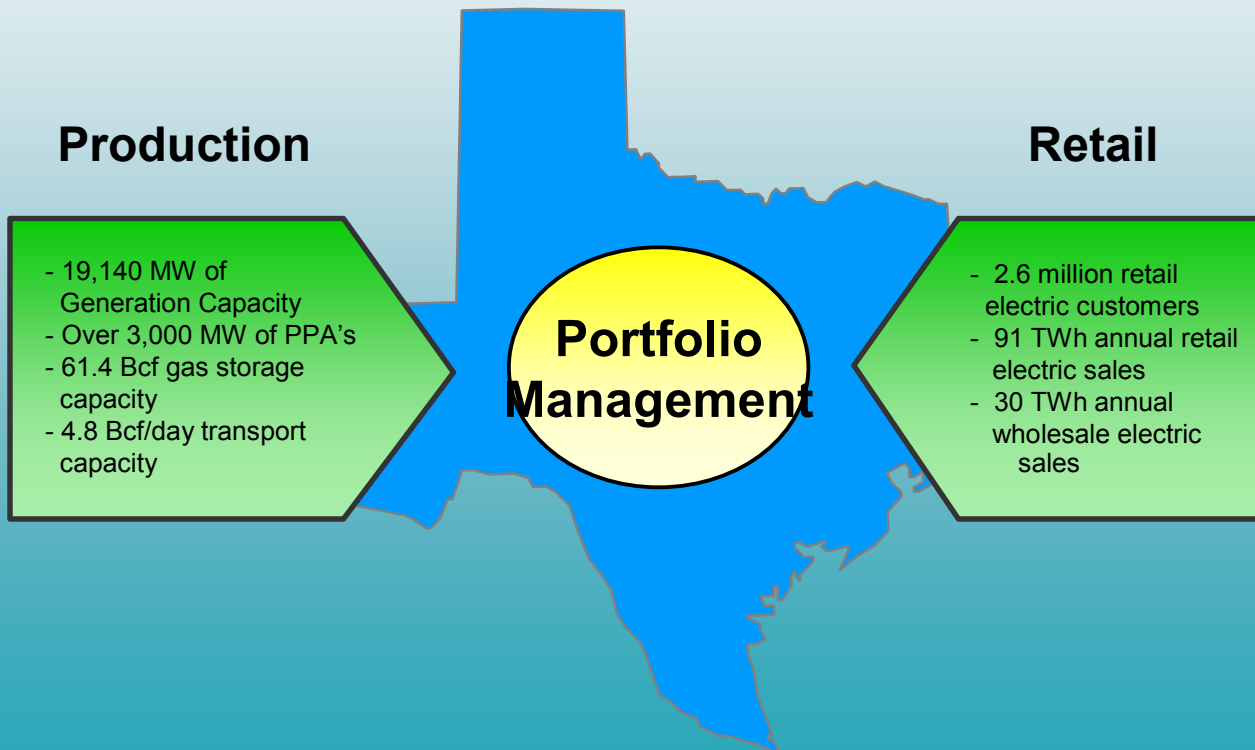 Production
- 19,140 MW of
Generation Capacity
- Over 3,000 MW of PPA's
- 61.4 Bcf gas storage
capacity
- 4.8 Bcf/day transport
capacity
Portfolio
Management
Retail
- 2.6 million retail
electric customers
- 91 TWh annual retail
electric sales
- 30 TWh annual
wholesale electric
sales